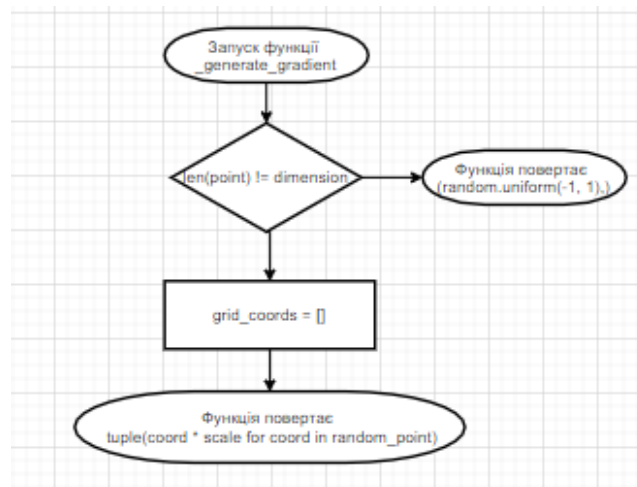 Запуск функції
_generate_gradient
len(point) != dimension
Функція повертає
(random.uniform(-1, 1),)
grid_coords = []
Функція повертає
tuple(coord * scale for coord in random_point)